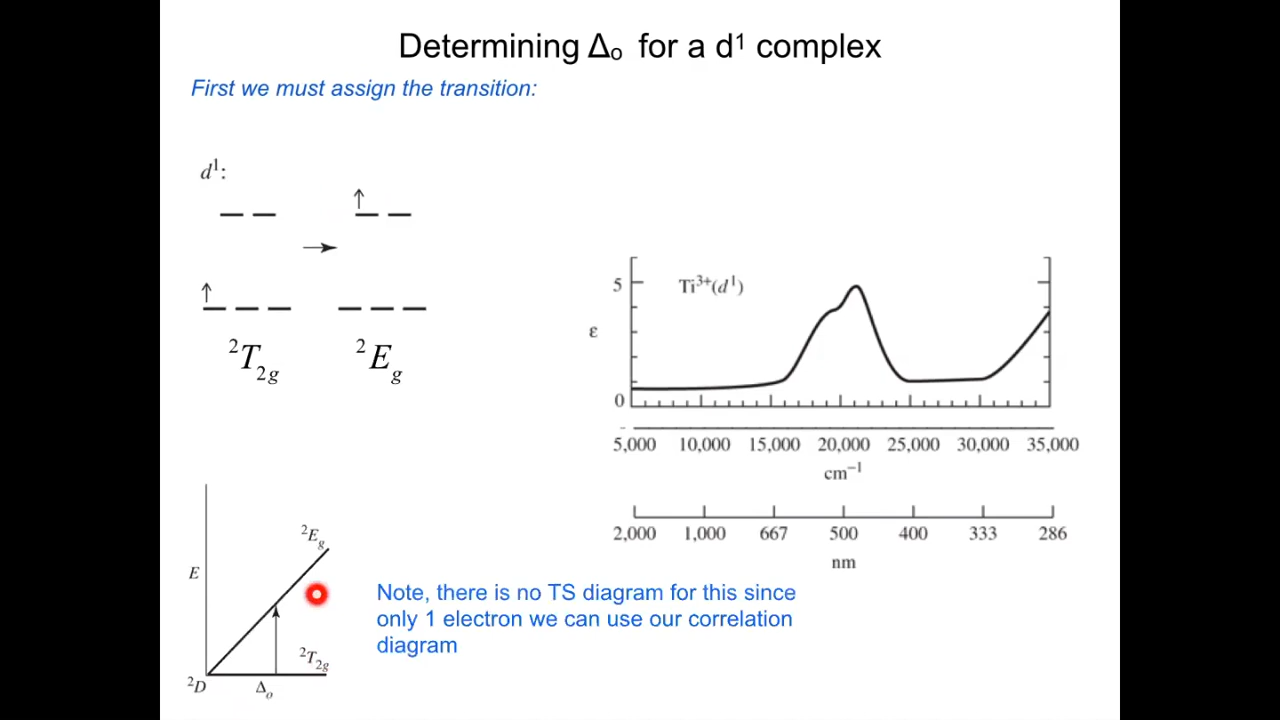 Determining Δₒ for a d¹ complex
First we must assign the transition:
d¹:
²T₂g
²Eg
5
Ti³⁺(d¹)
ε
0
5,000 10,000 15,000 20,000 25,000 30,000 35,000
cm⁻¹
2,000 1,000 667 500 400 333 286
nm
²Eg
E
²T₂g
²D
Δₒ
Note, there is no TS diagram for this since
only 1 electron we can use our correlation
diagram